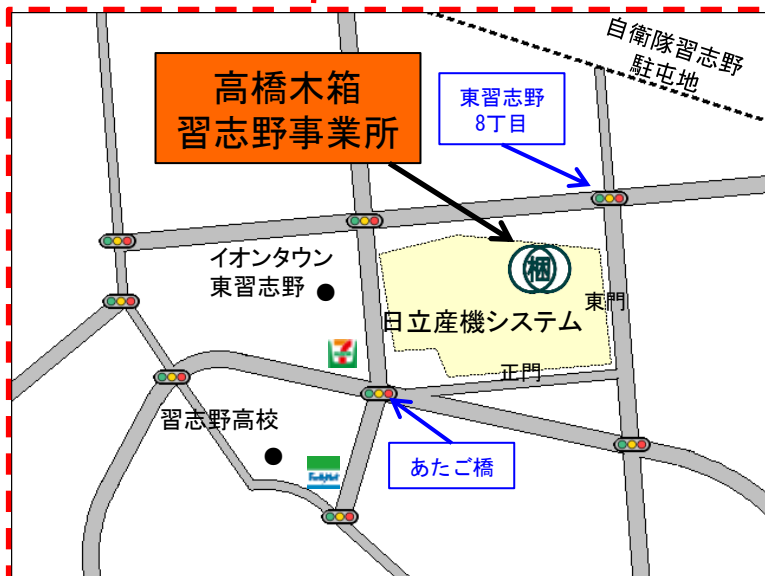 自衛隊習志野
駐屯地
高橋木箱
習志野事業所
東習志野
8丁目
イオンタウン
東習志野
梱
東門
日立産機システム
正門
習志野高校
あたご橋
FamilyMart